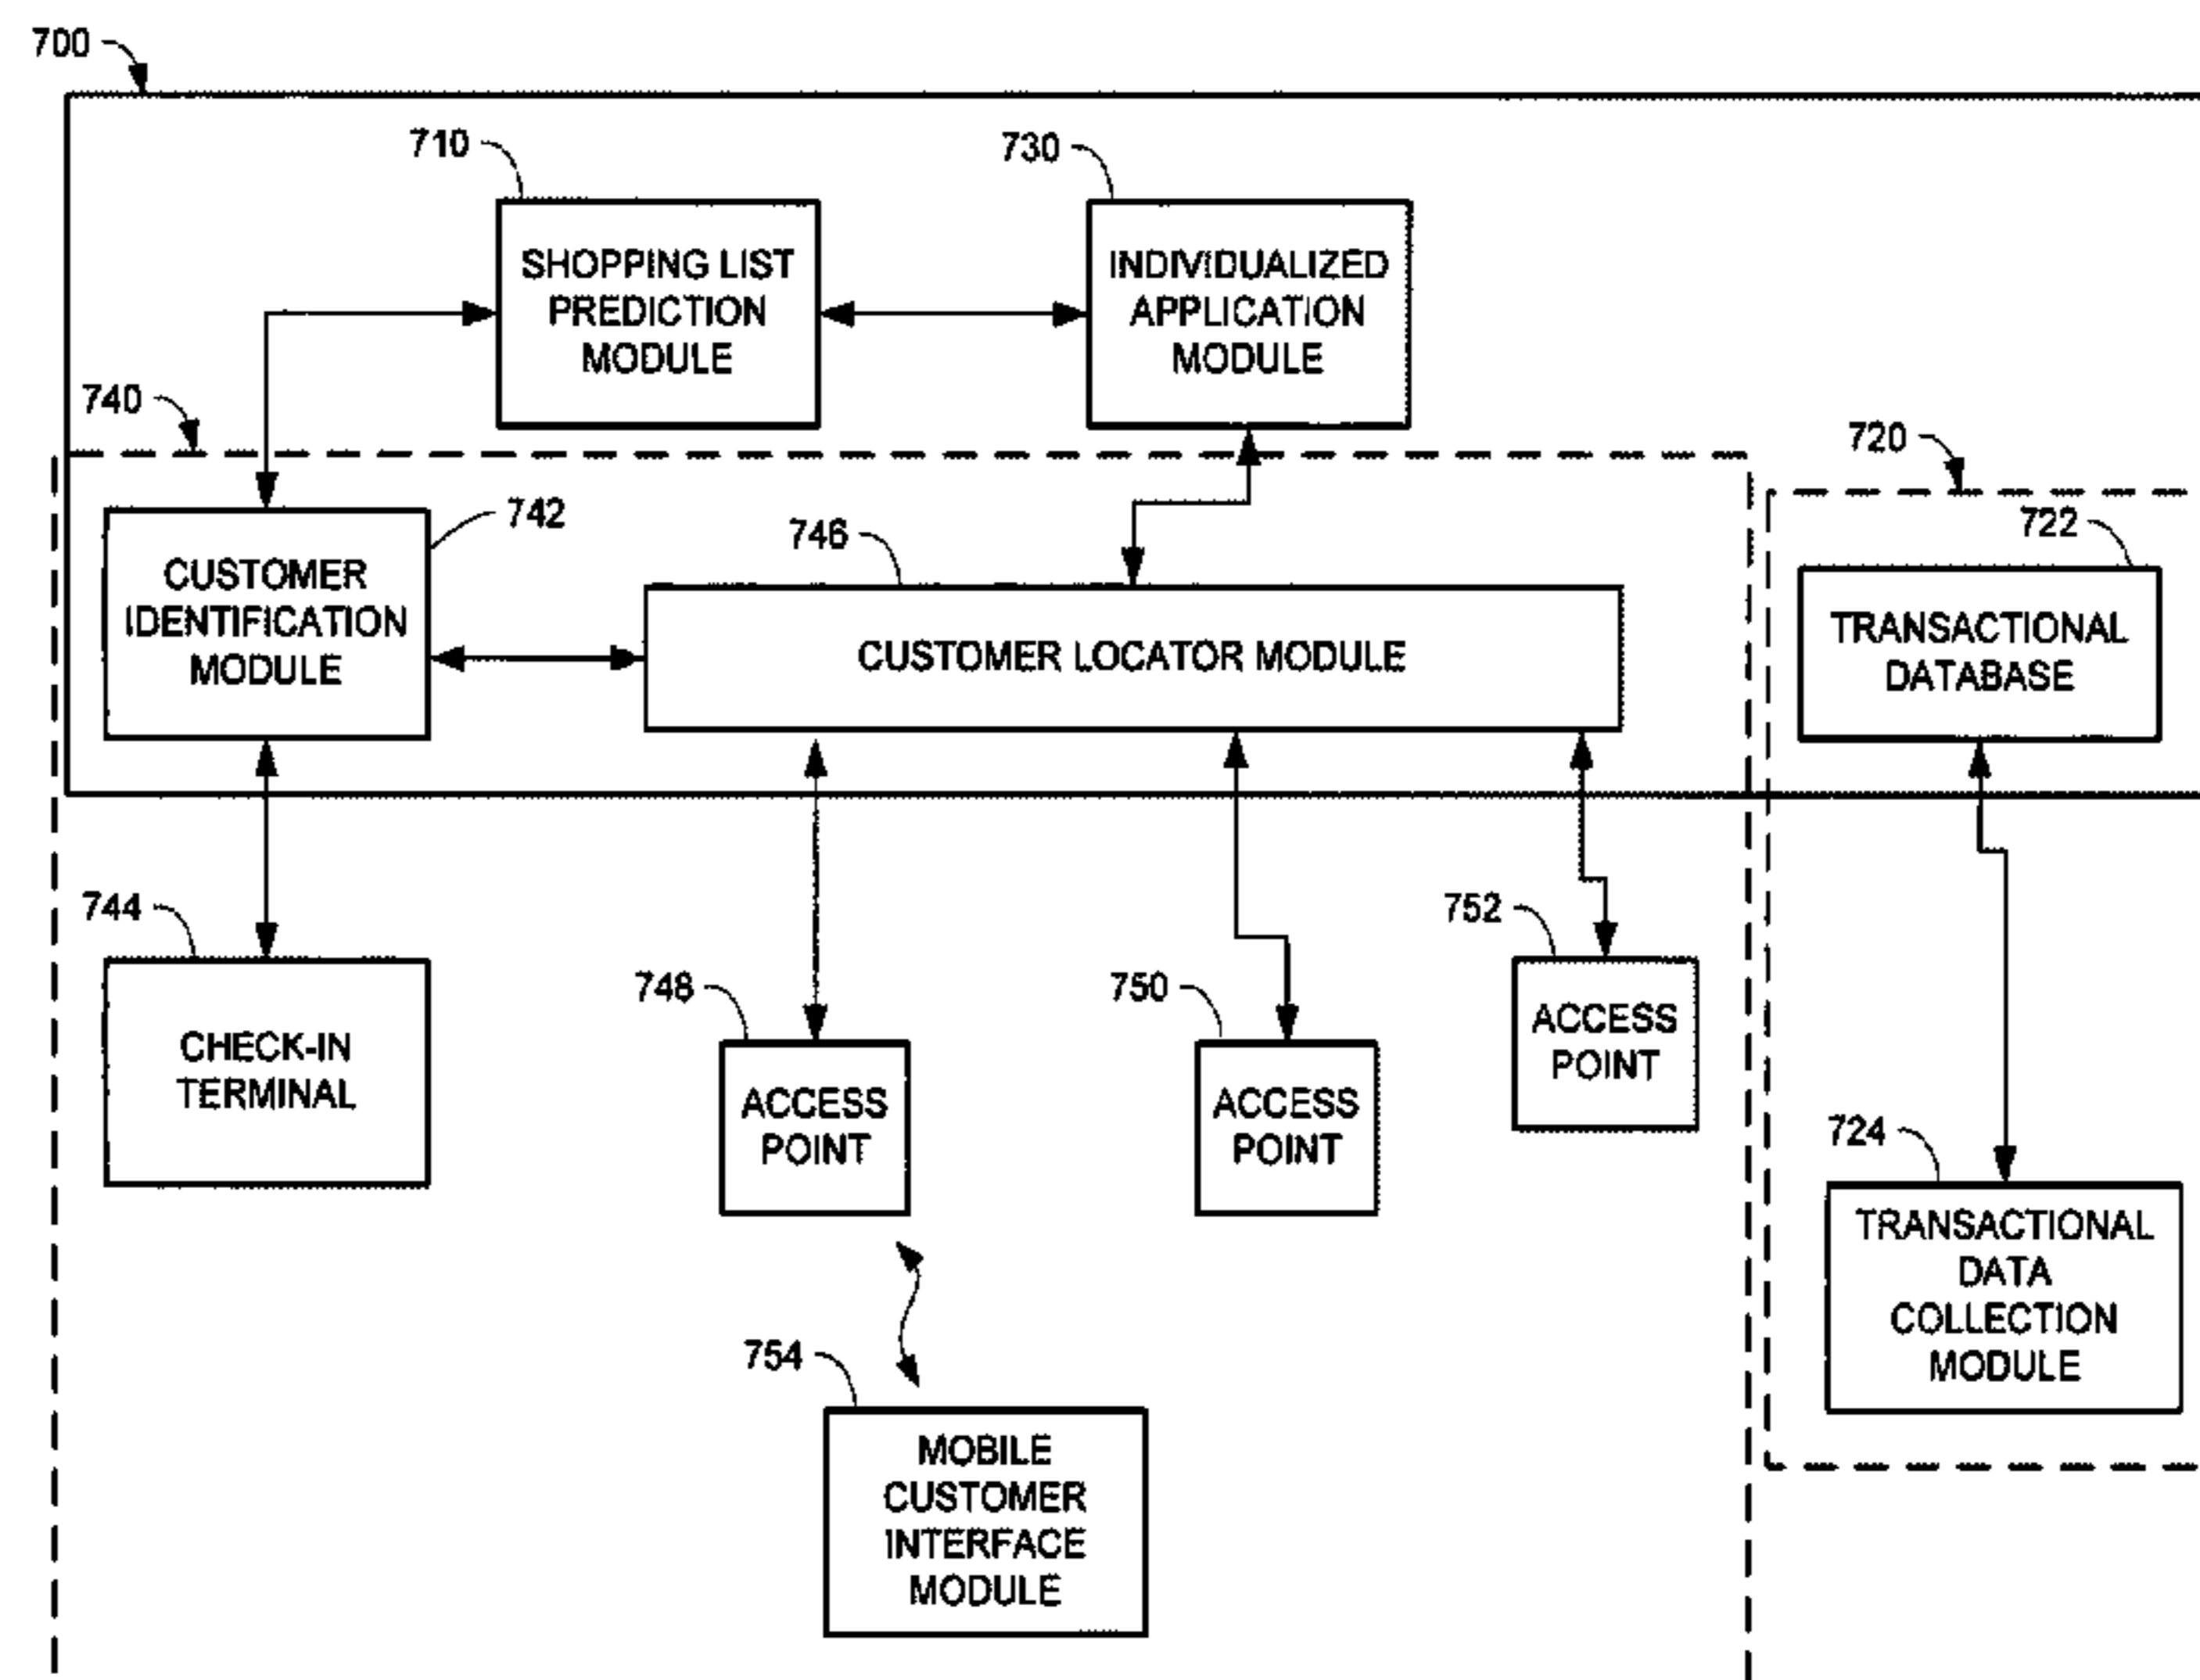 700
710
730
SHOPPING LIST
PREDICTION
MODULE
INDIVIDUALIZED
APPLICATION
MODULE
740
720
742
746
722
CUSTOMER
IDENTIFICATION
MODULE
CUSTOMER LOCATOR MODULE
TRANSACTIONAL
DATABASE
744
748
750
752
CHECK-IN
TERMINAL
ACCESS
POINT
ACCESS
POINT
ACCESS
POINT
724
TRANSACTIONAL
DATA
COLLECTION
MODULE
754
MOBILE
CUSTOMER
INTERFACE
MODULE